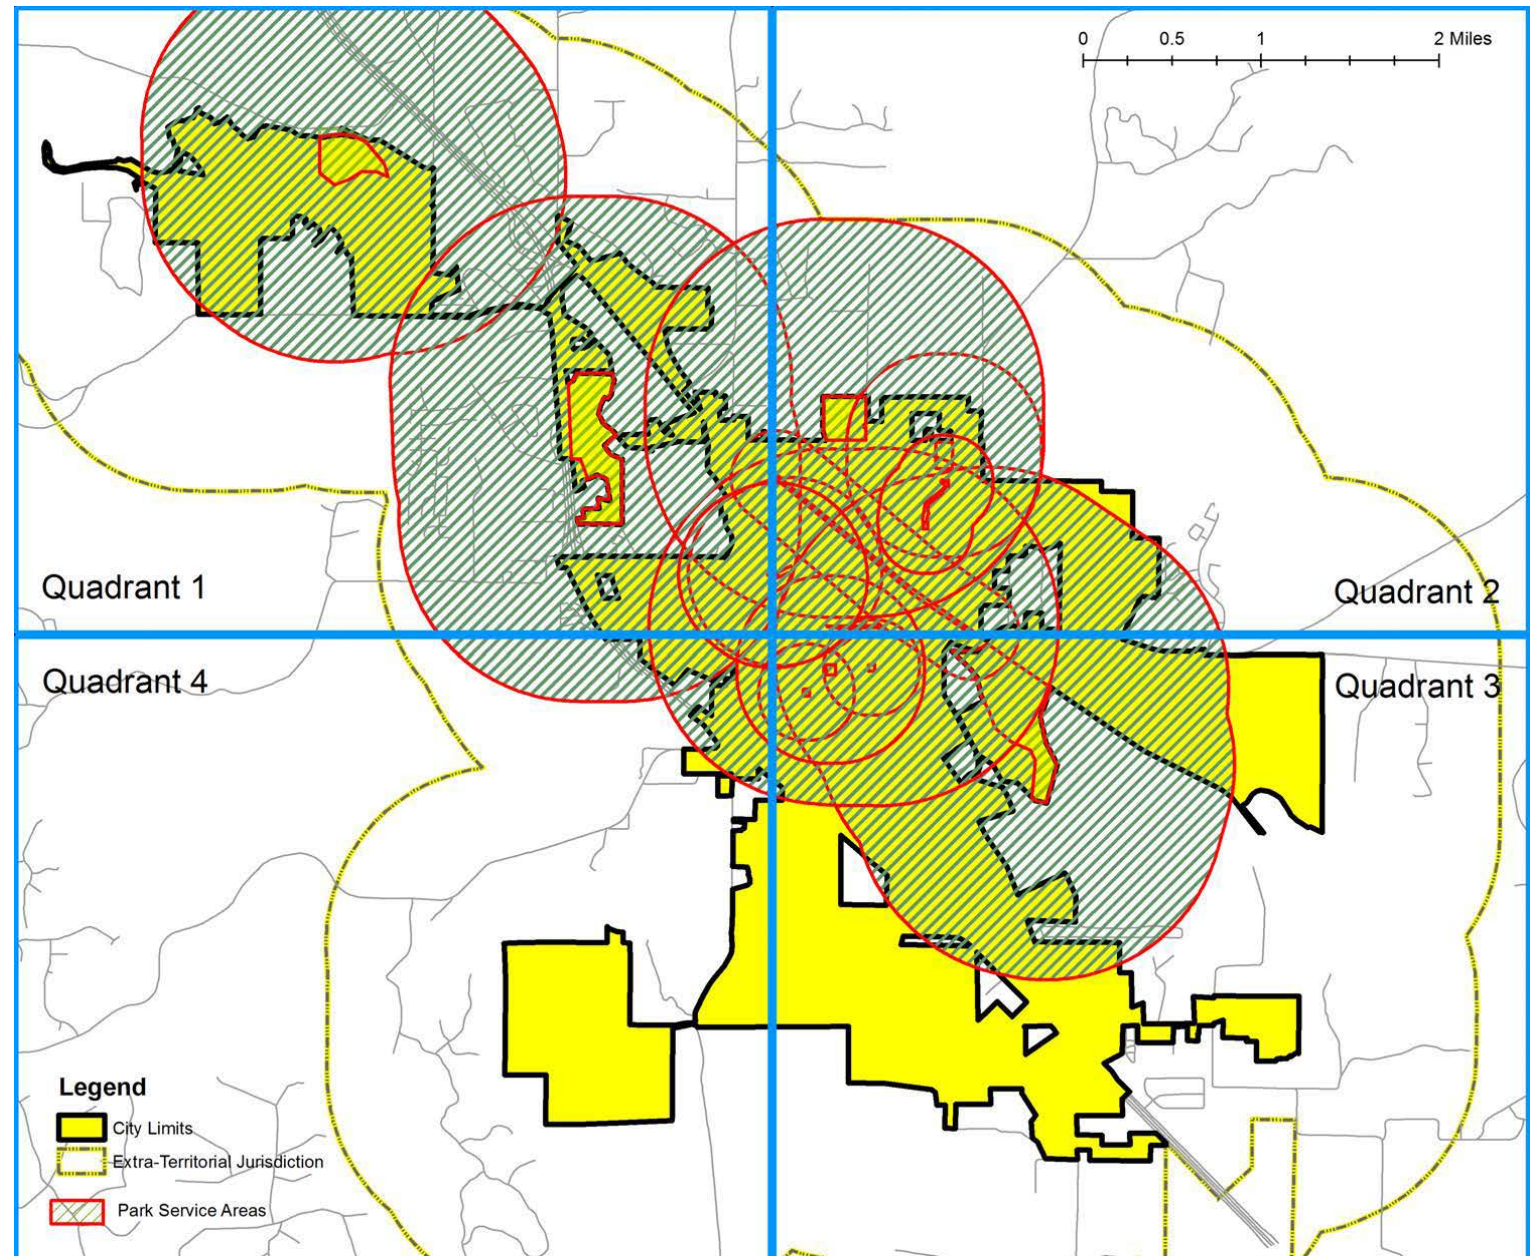 0 0.5 1 2 Miles
Quadrant 1
Quadrant 2
Quadrant 4
Quadrant 3
Legend
City Limits
Extra-Territorial Jurisdiction
Park Service Areas